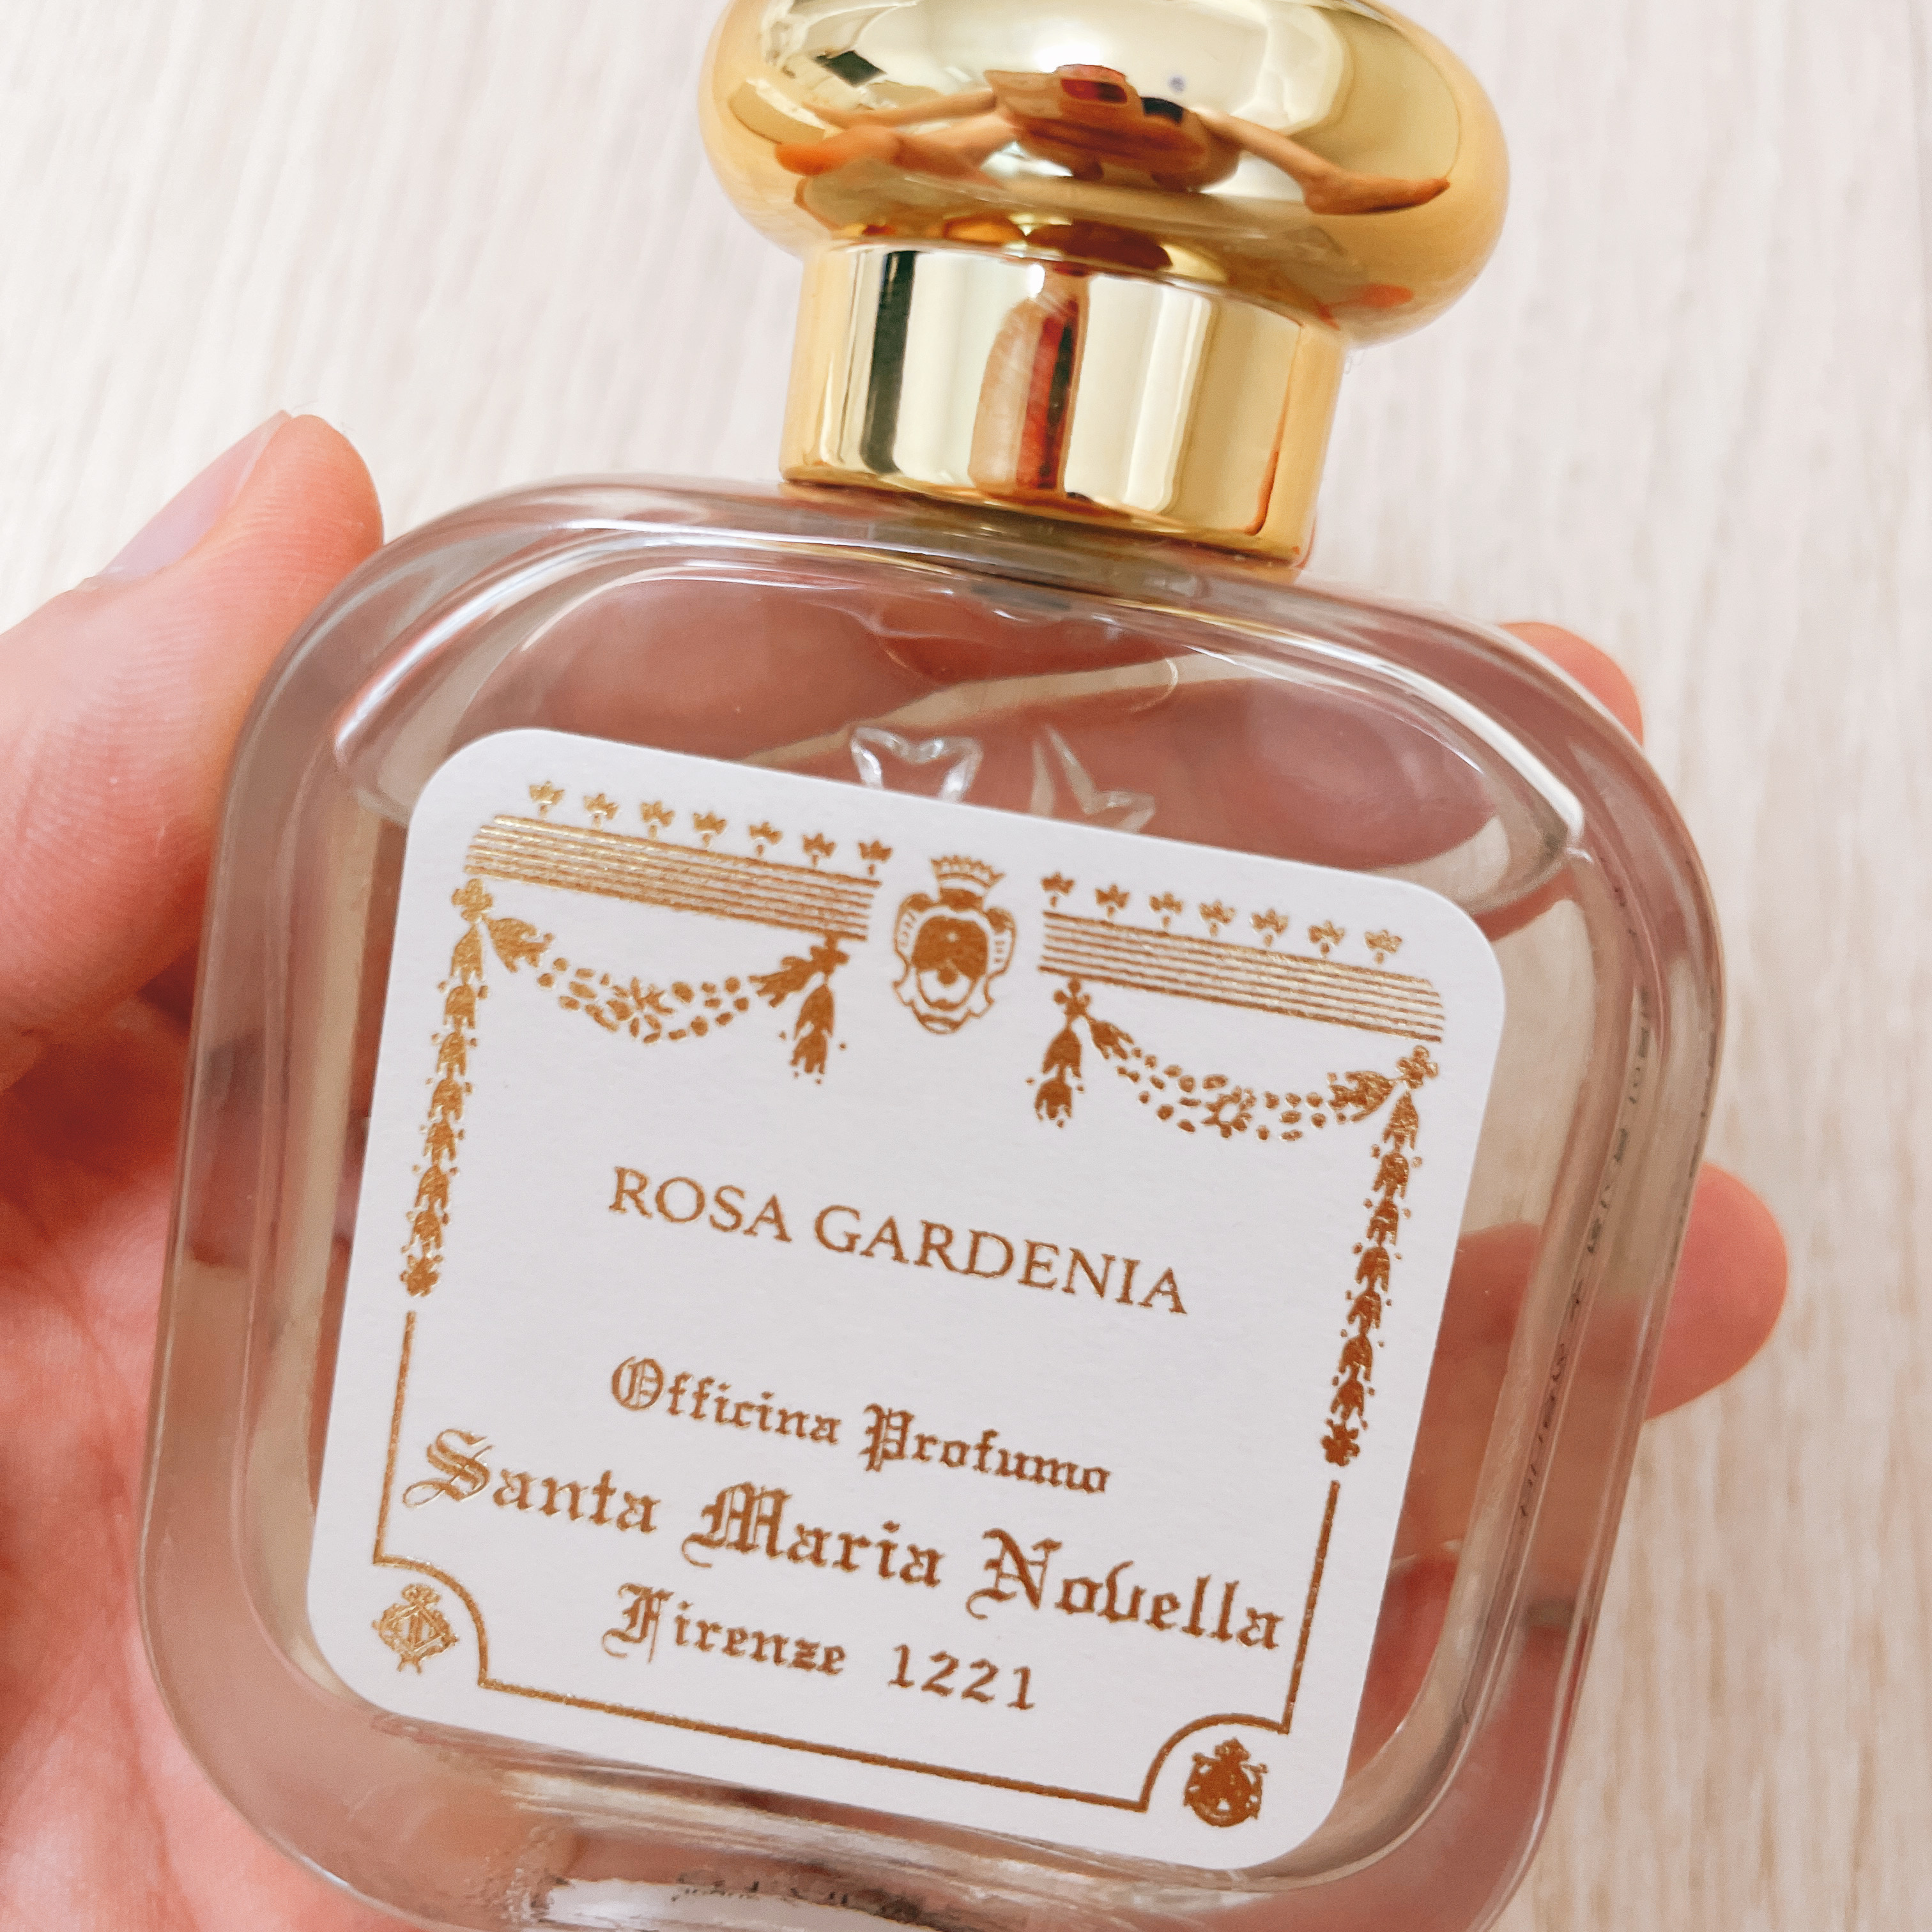 ROSA GARDENIA
Officina Profumo
Santa Maria Novella
Firenze 1221